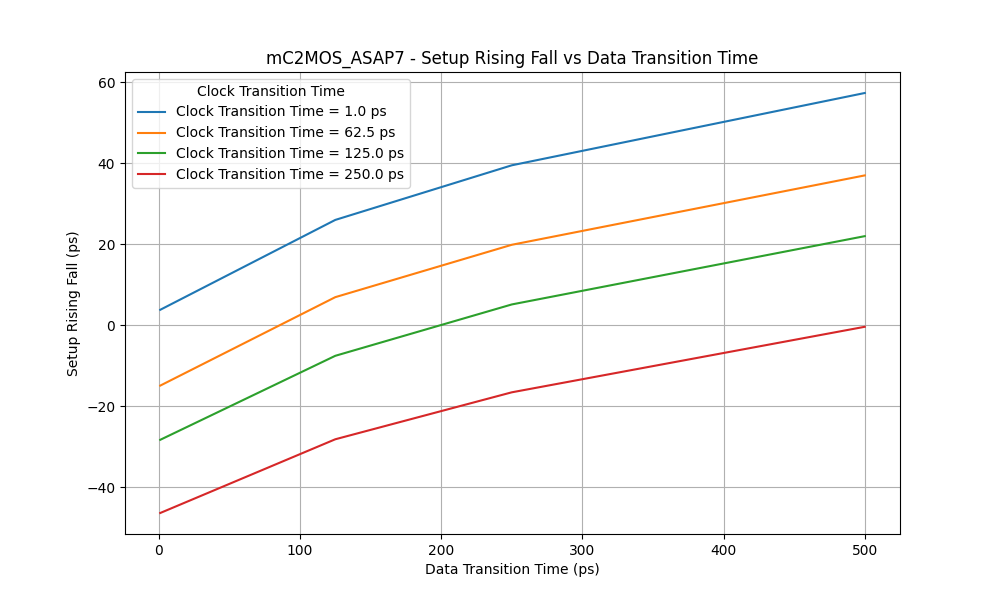 mC2MOS_ASAP7 - Setup Rising Fall vs Data Transition Time
Clock Transition Time
Clock Transition Time = 1.0 ps
Clock Transition Time = 62.5 ps
Clock Transition Time = 125.0 ps
Clock Transition Time = 250.0 ps
Setup Rising Fall (ps)
60
40
20
0
−20
−40
0 100 200 300 400 500
Data Transition Time (ps)